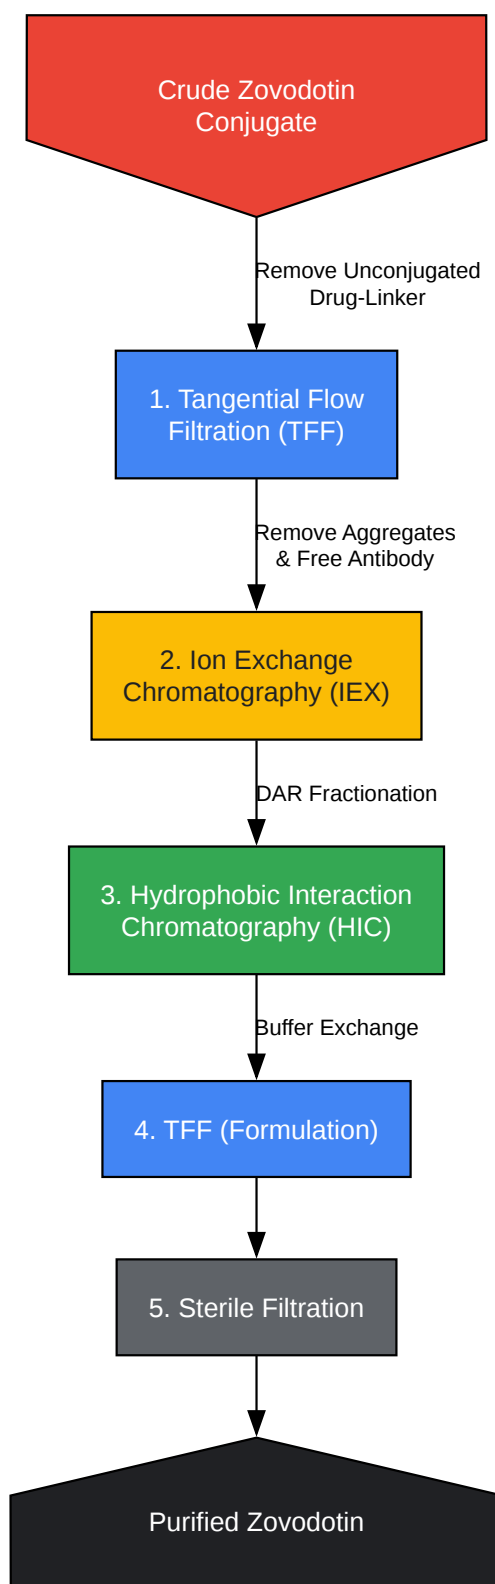 Crude Zovodotin
Conjugate
Remove Unconjugated
Drug-Linker
1. Tangential Flow
Filtration (TFF)
Remove Aggregates
& Free Antibody
2. Ion Exchange
Chromatography (IEX)
DAR Fractionation
3. Hydrophobic Interaction
Chromatography (HIC)
Buffer Exchange
4. TFF (Formulation)
5. Sterile Filtration
Purified Zovodotin